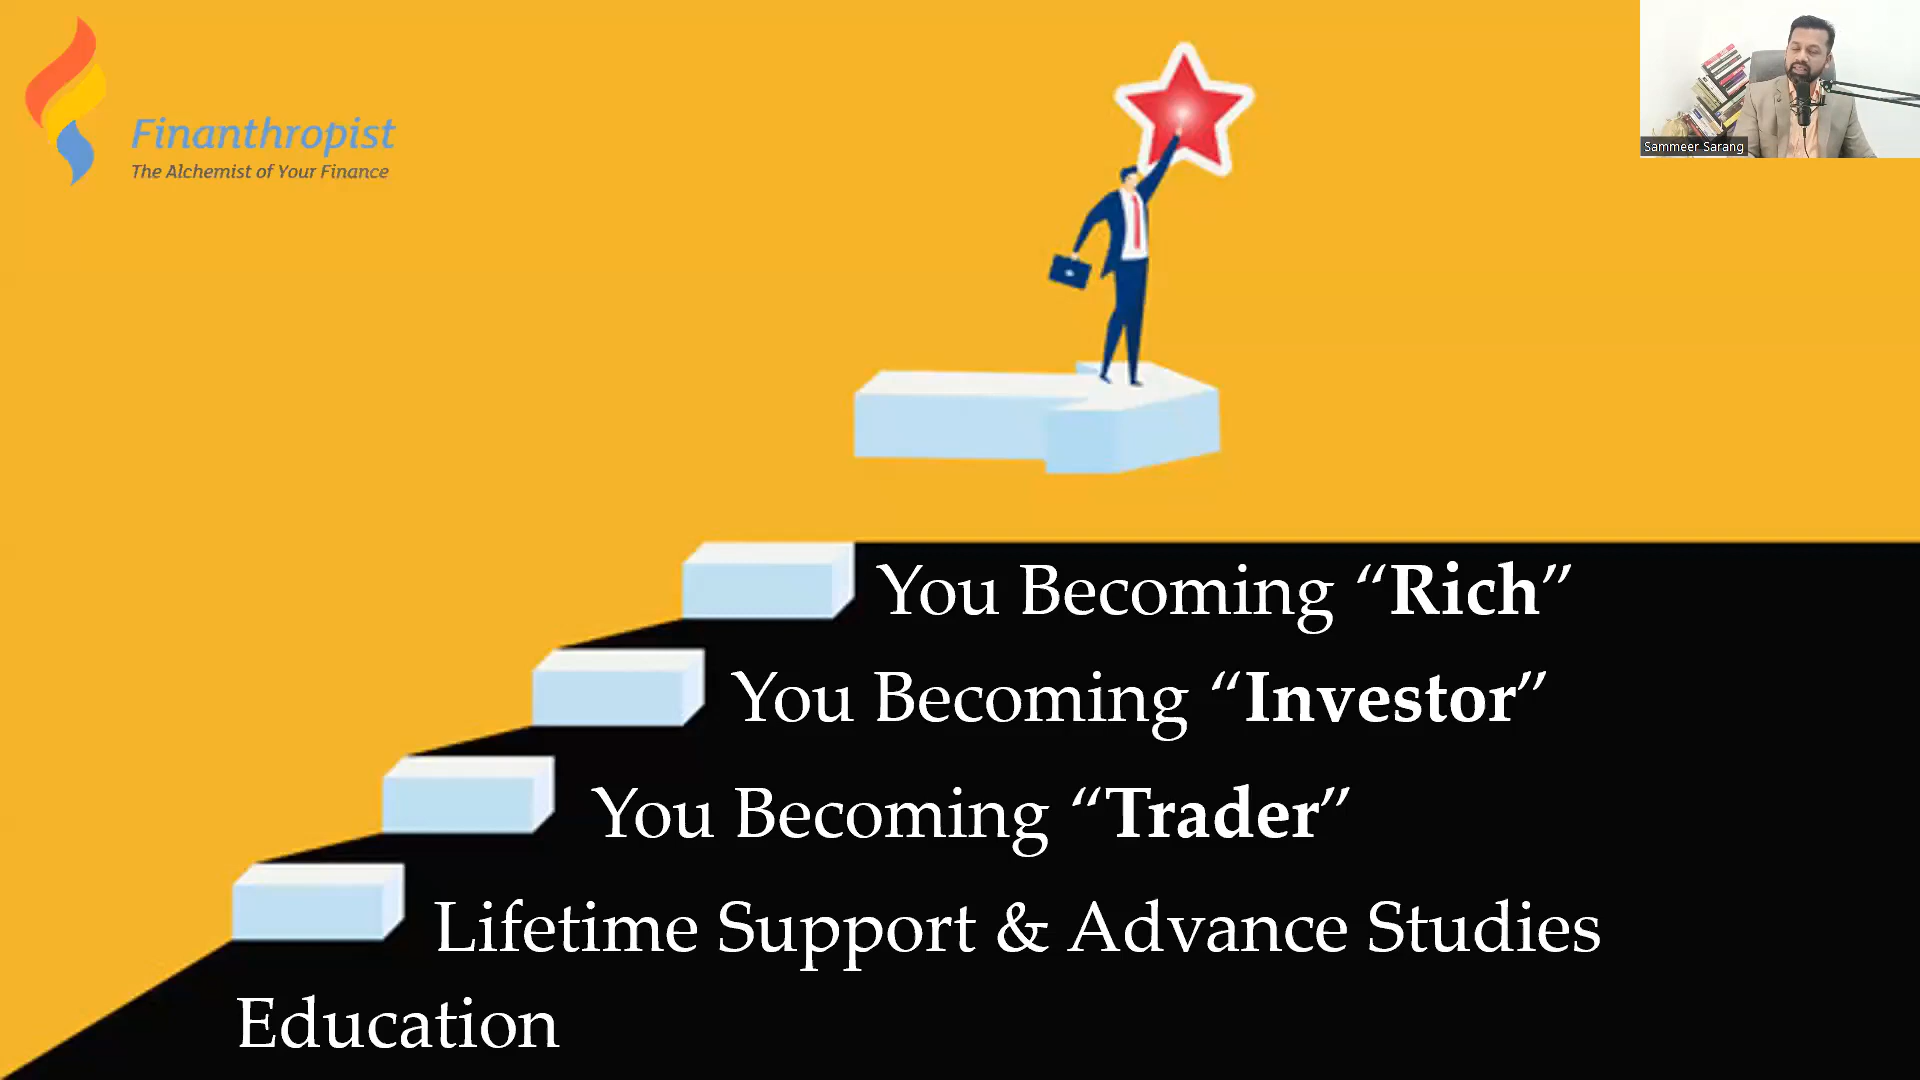 Finanthropist
The Alchemist of Your Finance
Sammeer Sarang
You Becoming “Rich”
You Becoming “Investor”
You Becoming “Trader”
Lifetime Support & Advance Studies
Education